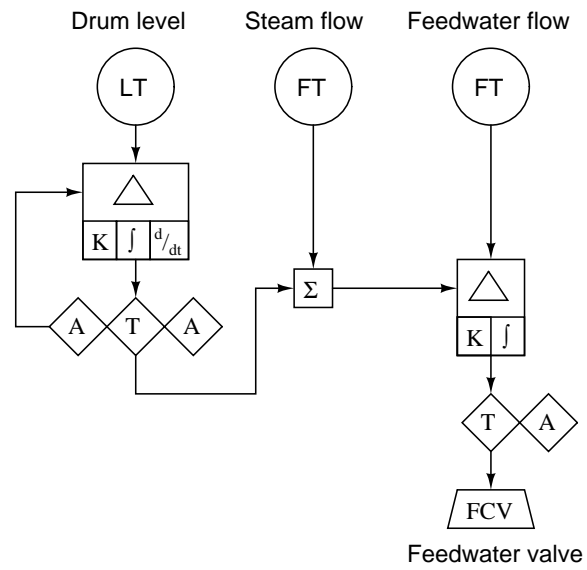 Drum level Steam flow Feedwater flow
LT FT FT
K ∫ d/dt
A T A Σ
K ∫
T A
FCV
Feedwater valve